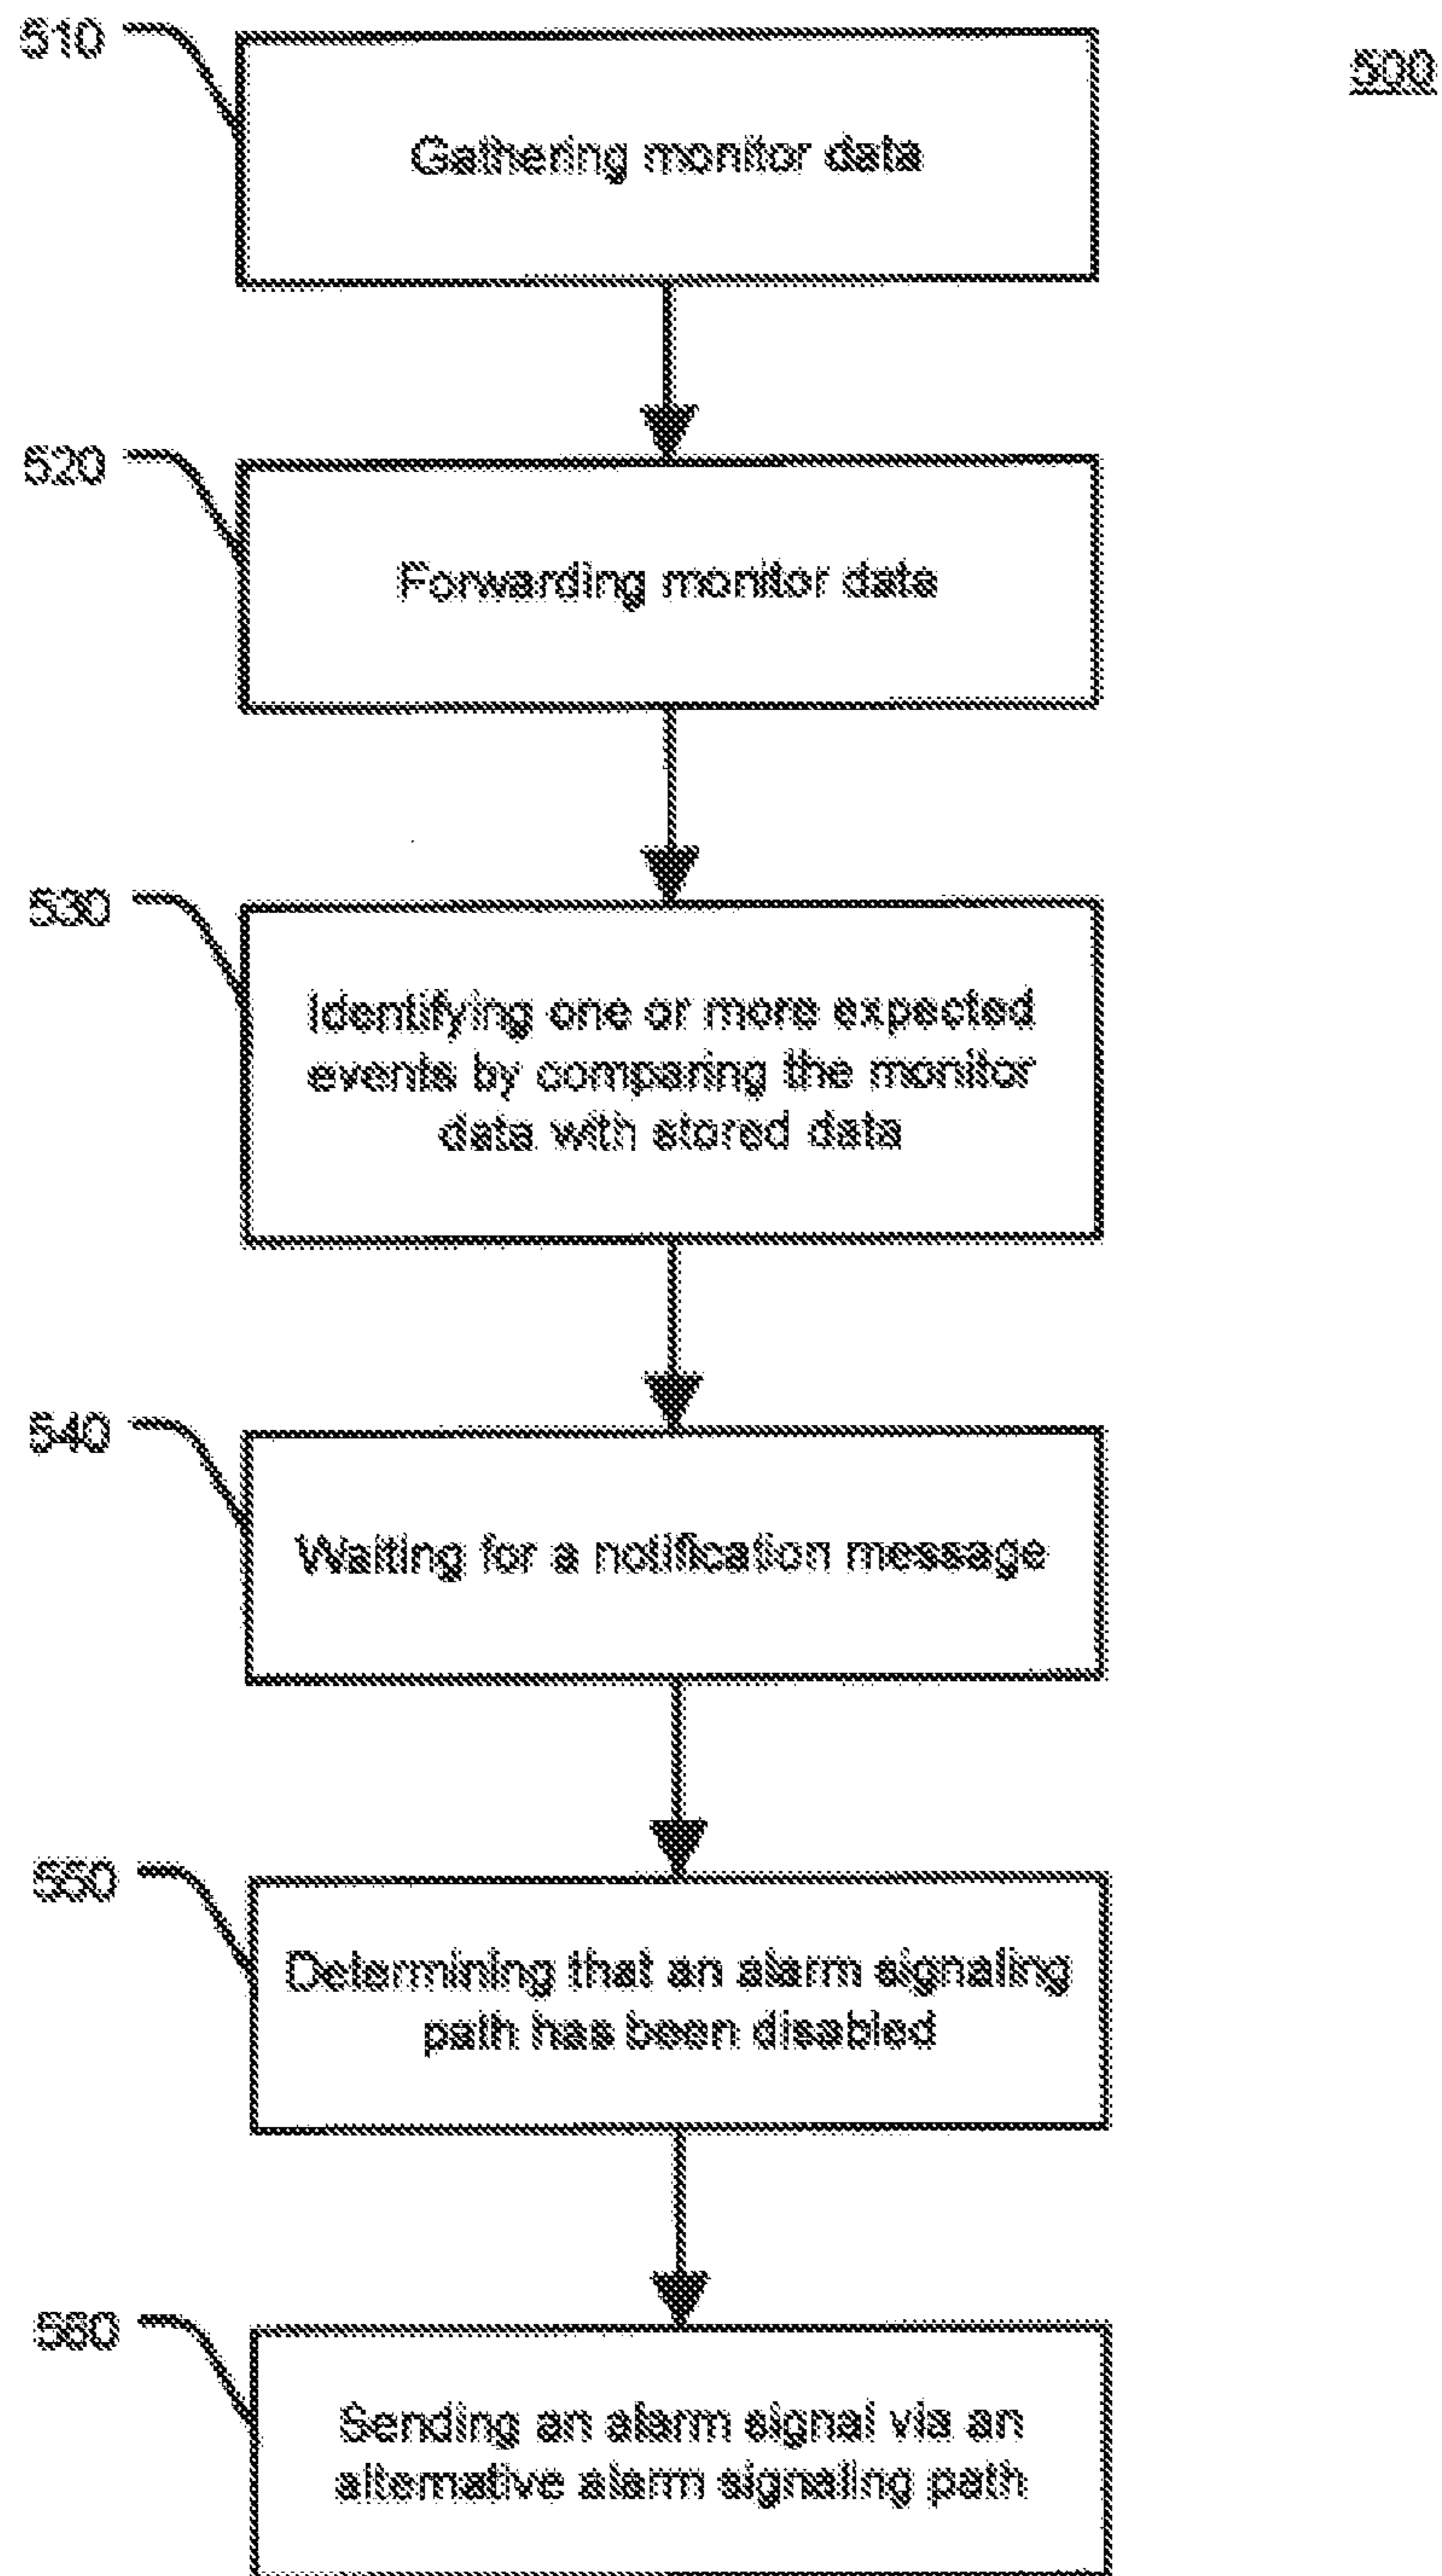 510
500
Gathering monitor data
520
Forwarding monitor data
530
Identifying one or more expected
events by comparing the monitor
data with stored data
540
Waiting for a notification message
550
Determining that an alarm signaling
path has been disabled
560
Sending an alarm signal via an
alternative alarm signaling path